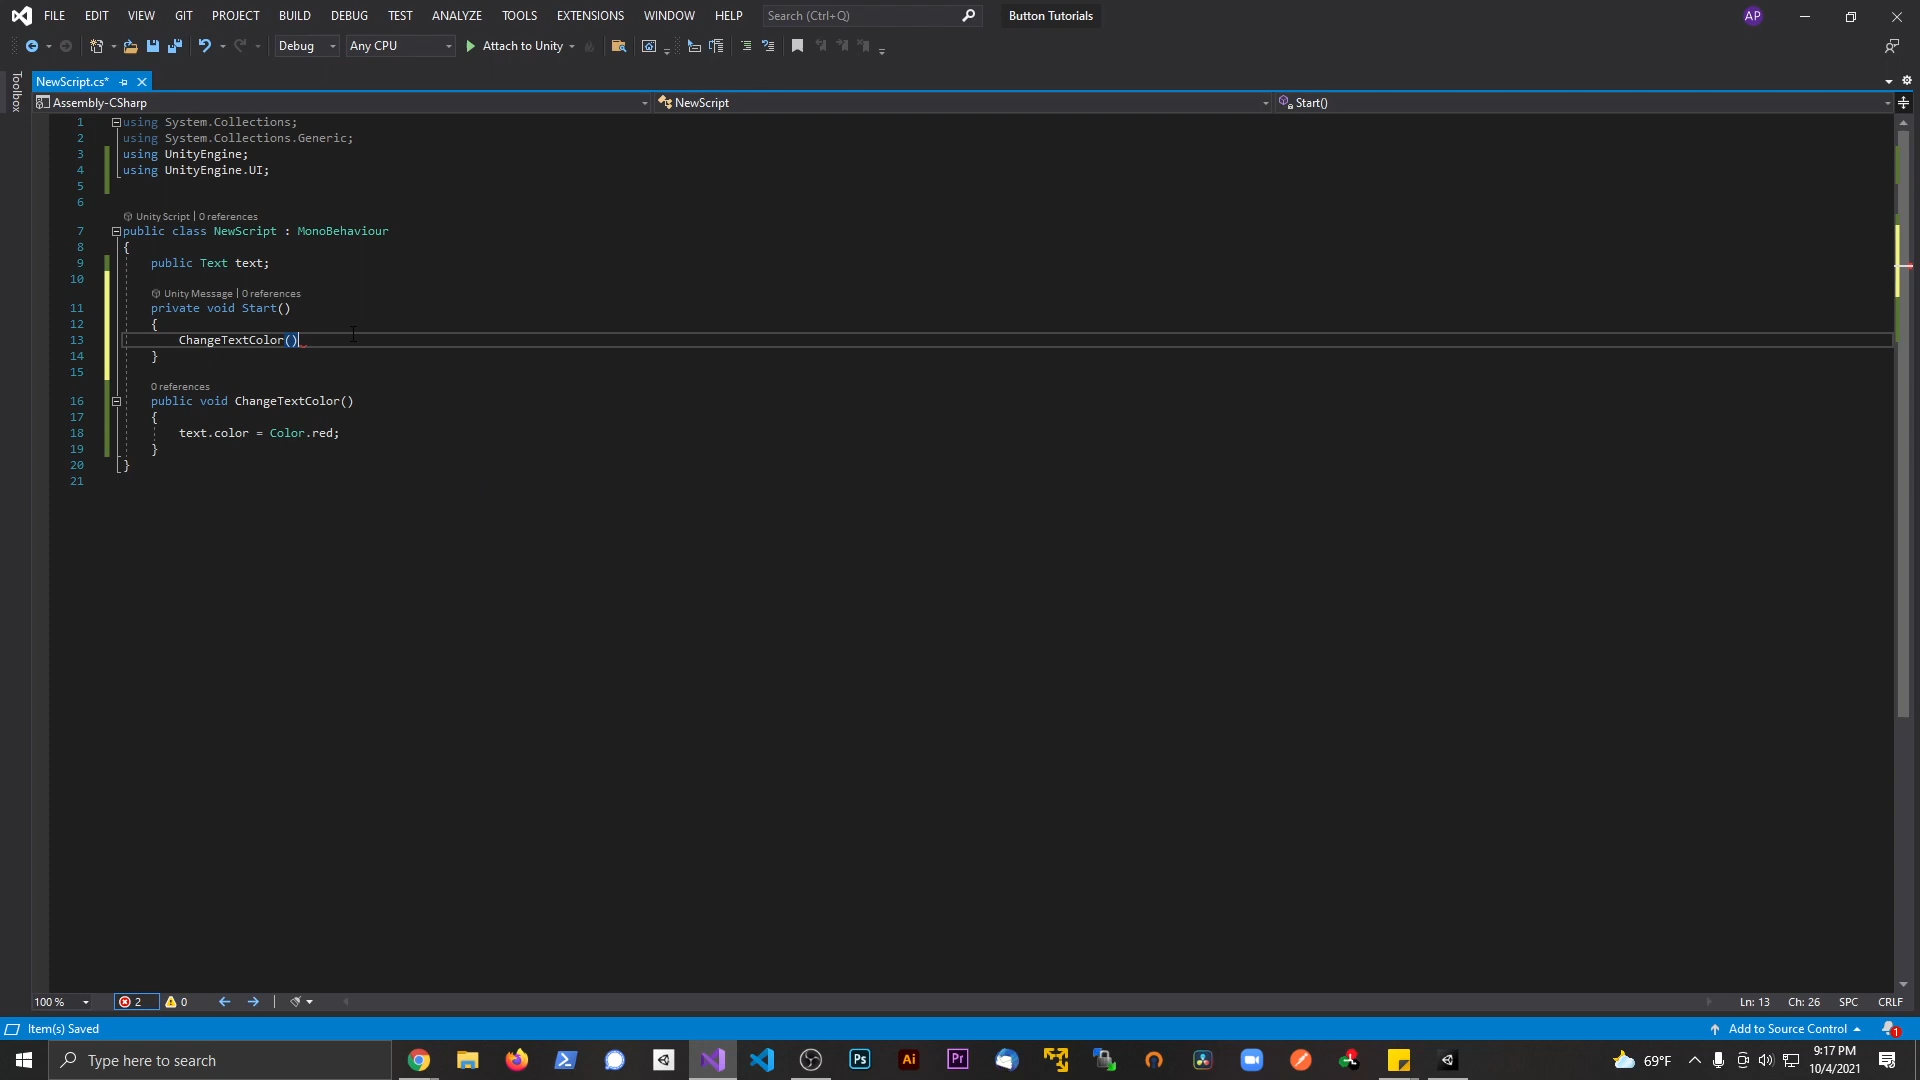 FILE EDIT VIEW GIT PROJECT BUILD DEBUG TEST ANALYZE TOOLS EXTENSIONS WINDOW HELP Search (Ctrl+Q) Button Tutorials AP
Debug Any CPU Attach to Unity
Toolbox
NewScript.cs*
Assembly-CSharp NewScript Start()
1 using System.Collections;
2 using System.Collections.Generic;
3 using UnityEngine;
4 using UnityEngine.UI;
5
6
Unity Script | 0 references
7 public class NewScript : MonoBehaviour
8 {
9 public Text text;
10
Unity Message | 0 references
11 private void Start()
12 {
13 ChangeTextColor()
14 }
15
0 references
16 public void ChangeTextColor()
17 {
18 text.color = Color.red;
19 }
20 }
21
100 % 2 0 Ln: 13 Ch: 26 SPC CRLF
Item(s) Saved Add to Source Control 1
Type here to search Ps Ai Pr 69°F 9:17 PM
10/4/2021